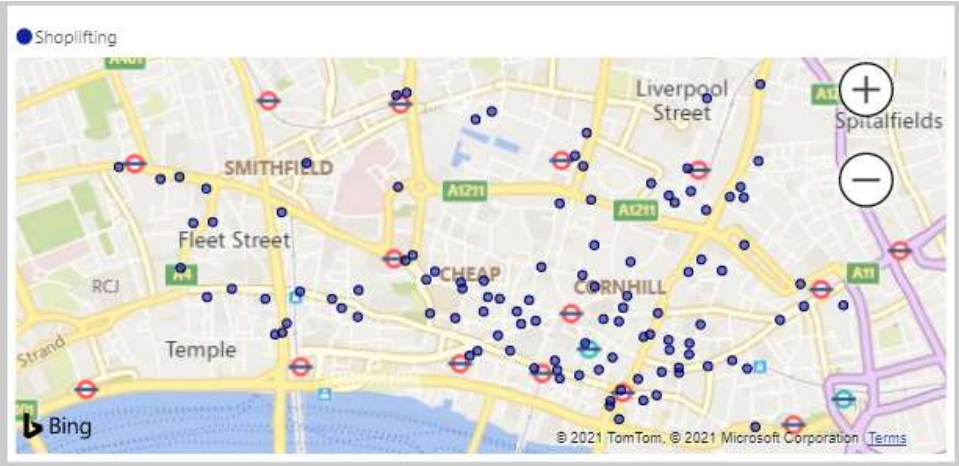 Shoplifting
A401
Liverpool
Street
A12
Spitalfields
SMITHFIELD
A1211
A1211
Fleet Street
RCJ
A4
CHEAP
CORNHILL
A11
Strand
Temple
Bing
© 2021 TomTom, © 2021 Microsoft Corporation Terms